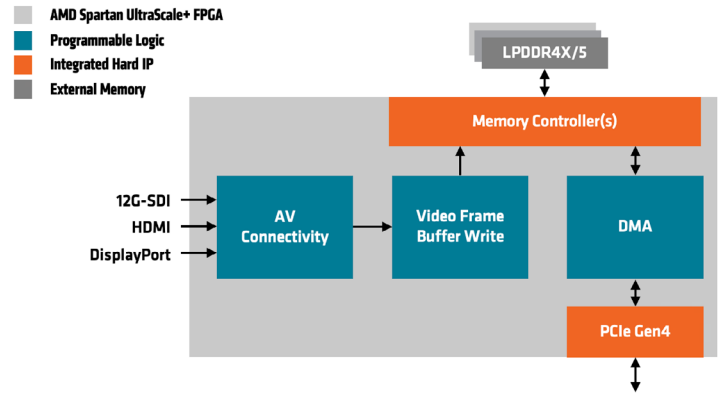 AMD Spartan UltraScale+ FPGA
Programmable Logic
Integrated Hard IP
External Memory
LPDDR4X/5
Memory Controller(s)
12G-SDI
HDMI
DisplayPort
AV
Connectivity
Video Frame
Buffer Write
DMA
PCIe Gen4